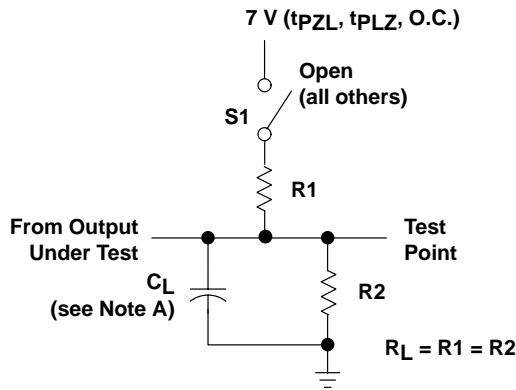 7 V (tPZL, tPLZ, O.C.)
Open
(all others)
S1
R1
From Output
Under Test
Test
Point
CL
(see Note A)
R2
RL = R1 = R2